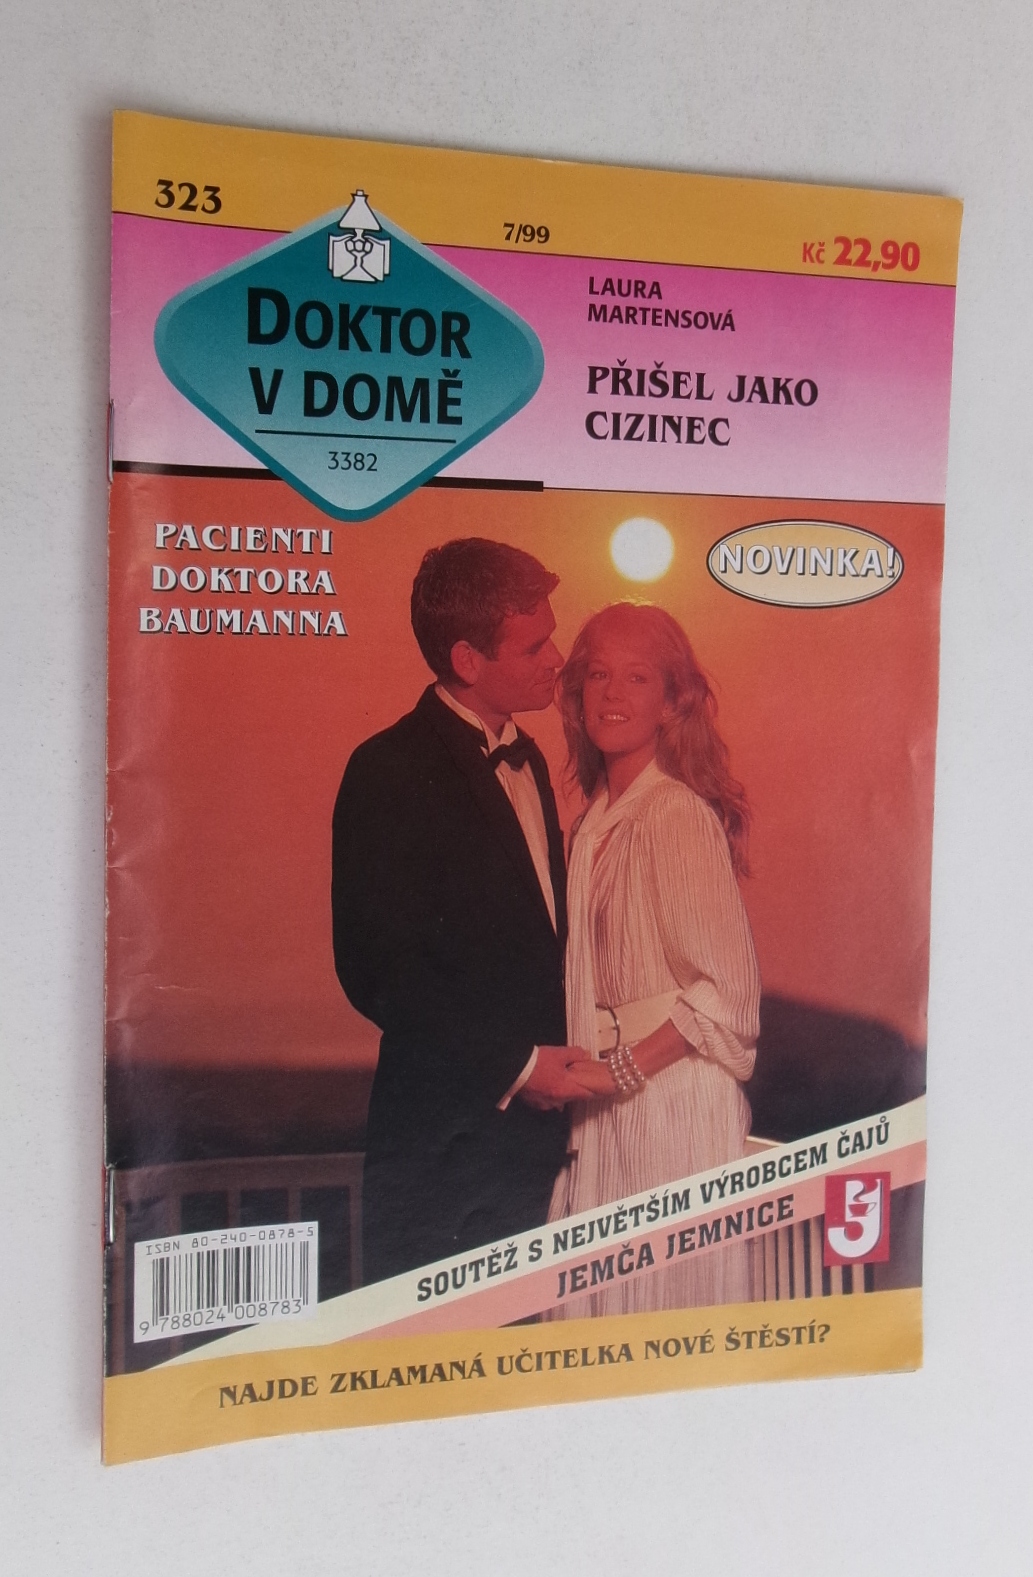 323
7/99
Kč 22,90
DOKTOR
V DOMĚ
3382
LAURA
MARTENSOVÁ
PŘIŠEL JAKO
CIZINEC
PACIENTI
DOKTORA
BAUMANNA
NOVINKA!
SOUTĚŽ S NEJVĚTŠÍM VÝROBCEM ČAJŮ
JEMČA JEMNICE
ISBN 80-240-0878-5
9 788024 008783
NAJDE ZKLAMANÁ UČITELKA NOVÉ ŠTĚSTÍ?